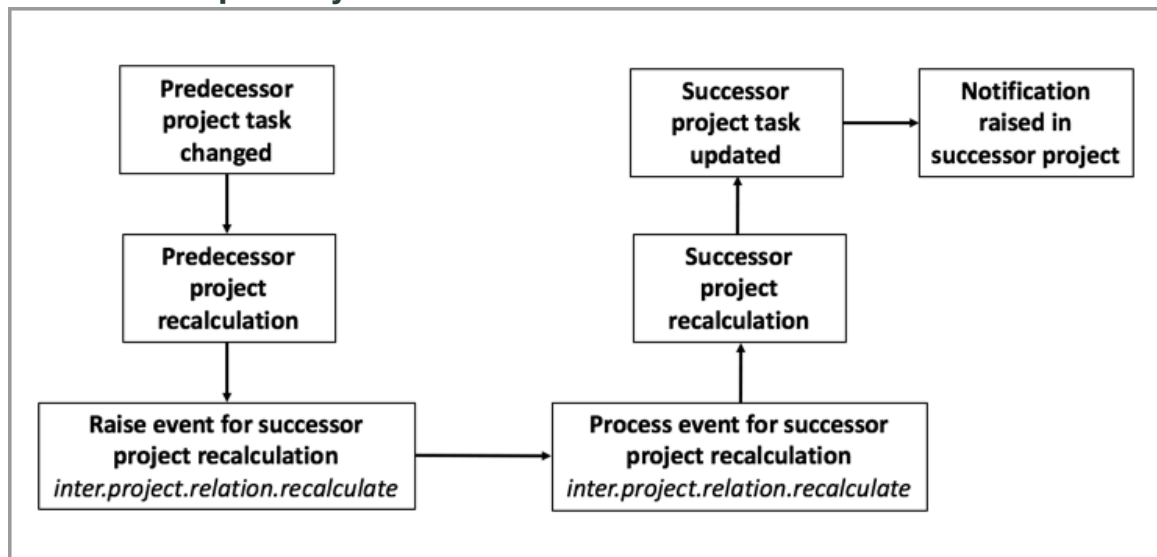 Predecessor
project task
changed
Predecessor
project
recalculation
Raise event for successor
project recalculation
inter.project.relation.recalculate
Process event for successor
project recalculation
inter.project.relation.recalculate
Successor
project
recalculation
Successor
project task
updated
Notification
raised in
successor project